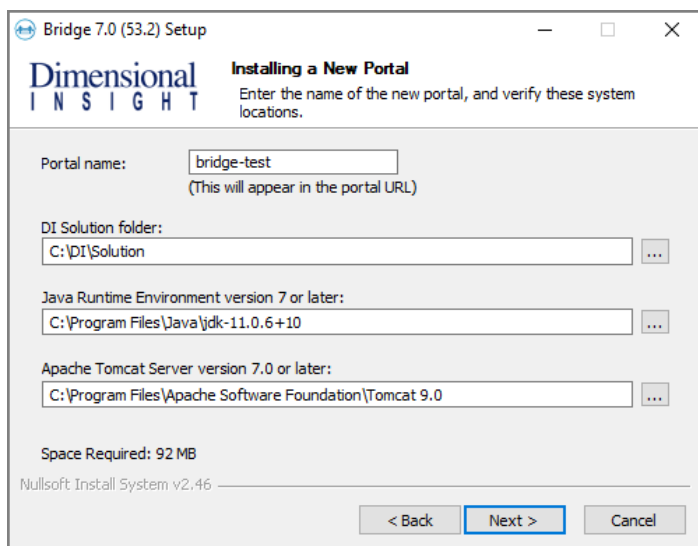 Bridge 7.0 (53.2) Setup
Dimensional
INSIGHT
Installing a New Portal
Enter the name of the new portal, and verify these system
locations.
Portal name:
bridge-test
(This will appear in the portal URL)
DI Solution folder:
C:\DI\Solution
...
Java Runtime Environment version 7 or later:
C:\Program Files\Java\jdk-11.0.6+10
...
Apache Tomcat Server version 7.0 or later:
C:\Program Files\Apache Software Foundation\Tomcat 9.0
...
Space Required: 92 MB
Nullsoft Install System v2.46
< Back
Next >
Cancel